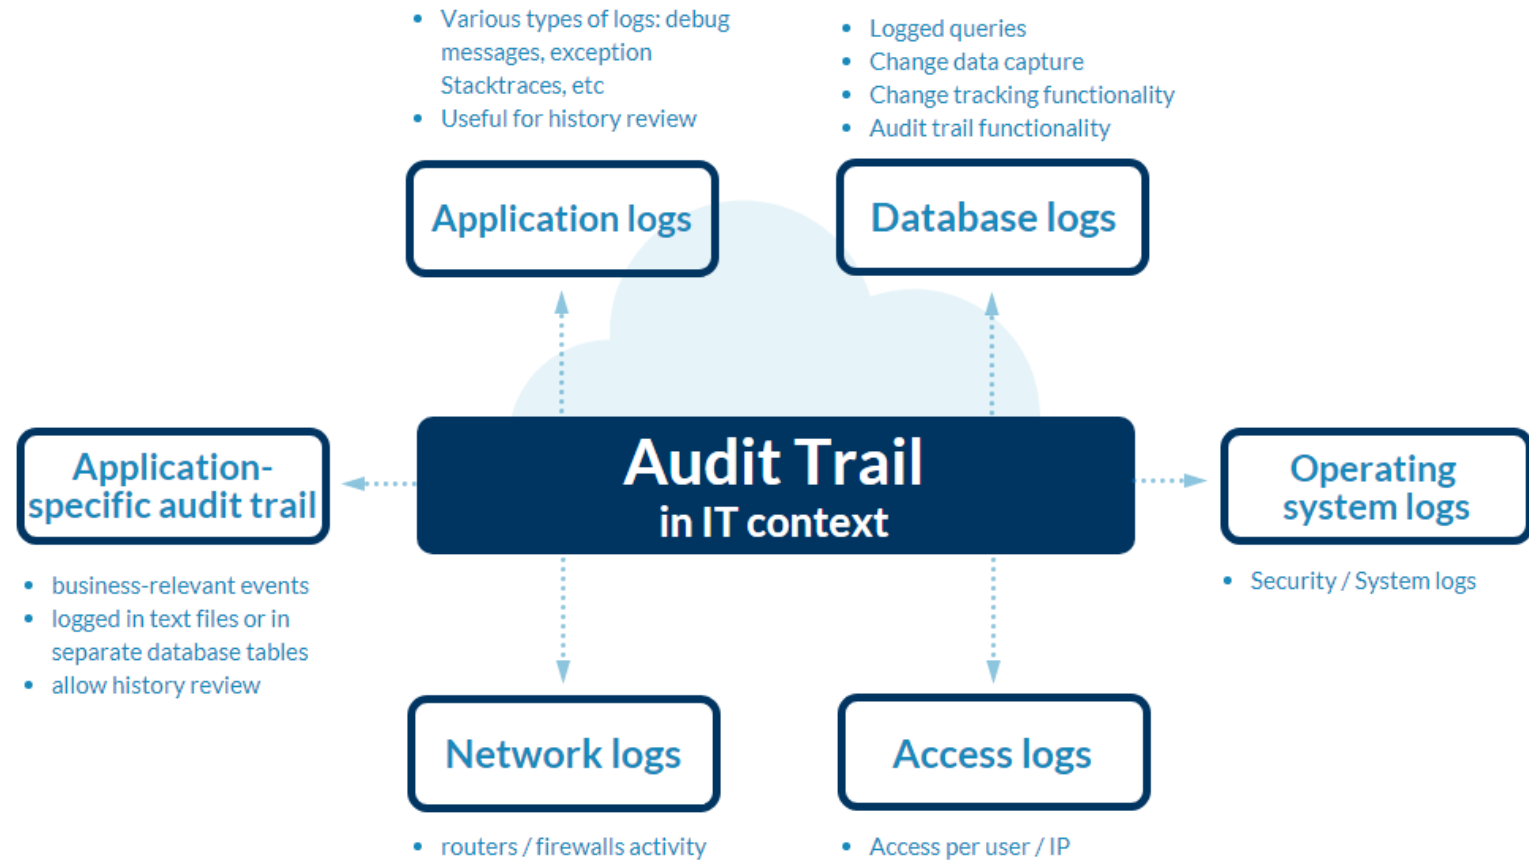 • Various types of logs: debug
messages, exception
Stacktraces, etc
• Useful for history review
• Logged queries
• Change data capture
• Change tracking functionality
• Audit trail functionality
Application logs
Database logs
Audit Trail
in IT context
Application-
specific audit trail
• business-relevant events
• logged in text files or in
separate database tables
• allow history review
Operating
system logs
• Security / System logs
Network logs
• routers / firewalls activity
Access logs
• Access per user / IP